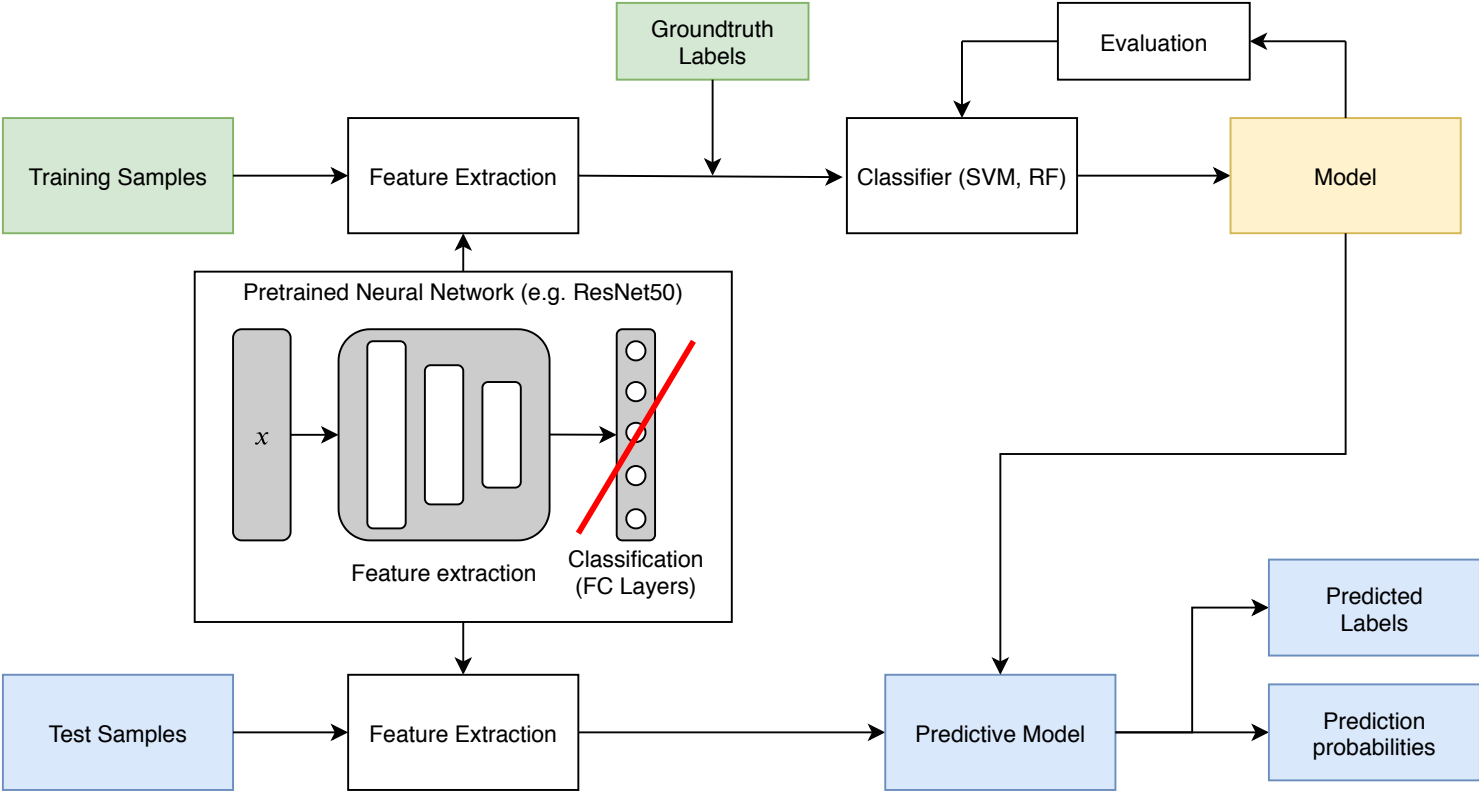 Groundtruth
Labels
Evaluation
Training Samples
Feature Extraction
Classifier (SVM, RF)
Model
Pretrained Neural Network (e.g. ResNet50)
x
Feature extraction
Classification
(FC Layers)
Predicted
Labels
Test Samples
Feature Extraction
Predictive Model
Prediction
probabilities